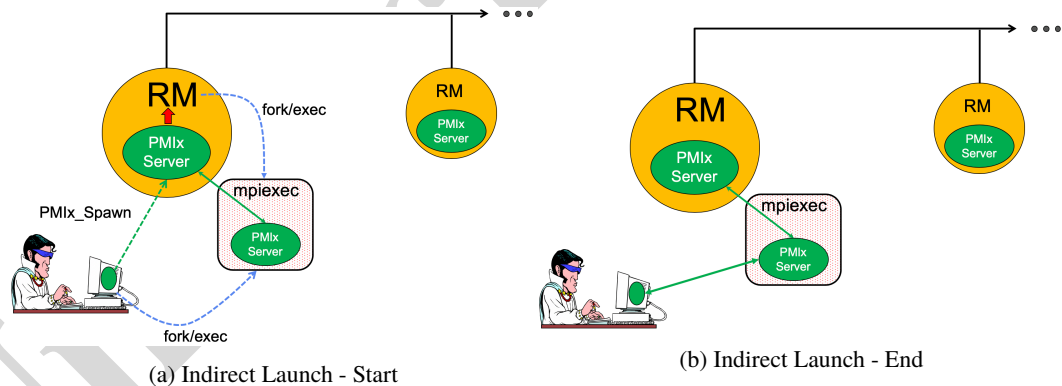 RM
fork/exec
PMIx
Server
RM
PMIx
Server
mpiexec
PMIx_Spawn
PMIx
Server
fork/exec
(a) Indirect Launch - Start
RM
PMIx
Server
RM
PMIx
Server
mpiexec
PMIx
Server
(b) Indirect Launch - End